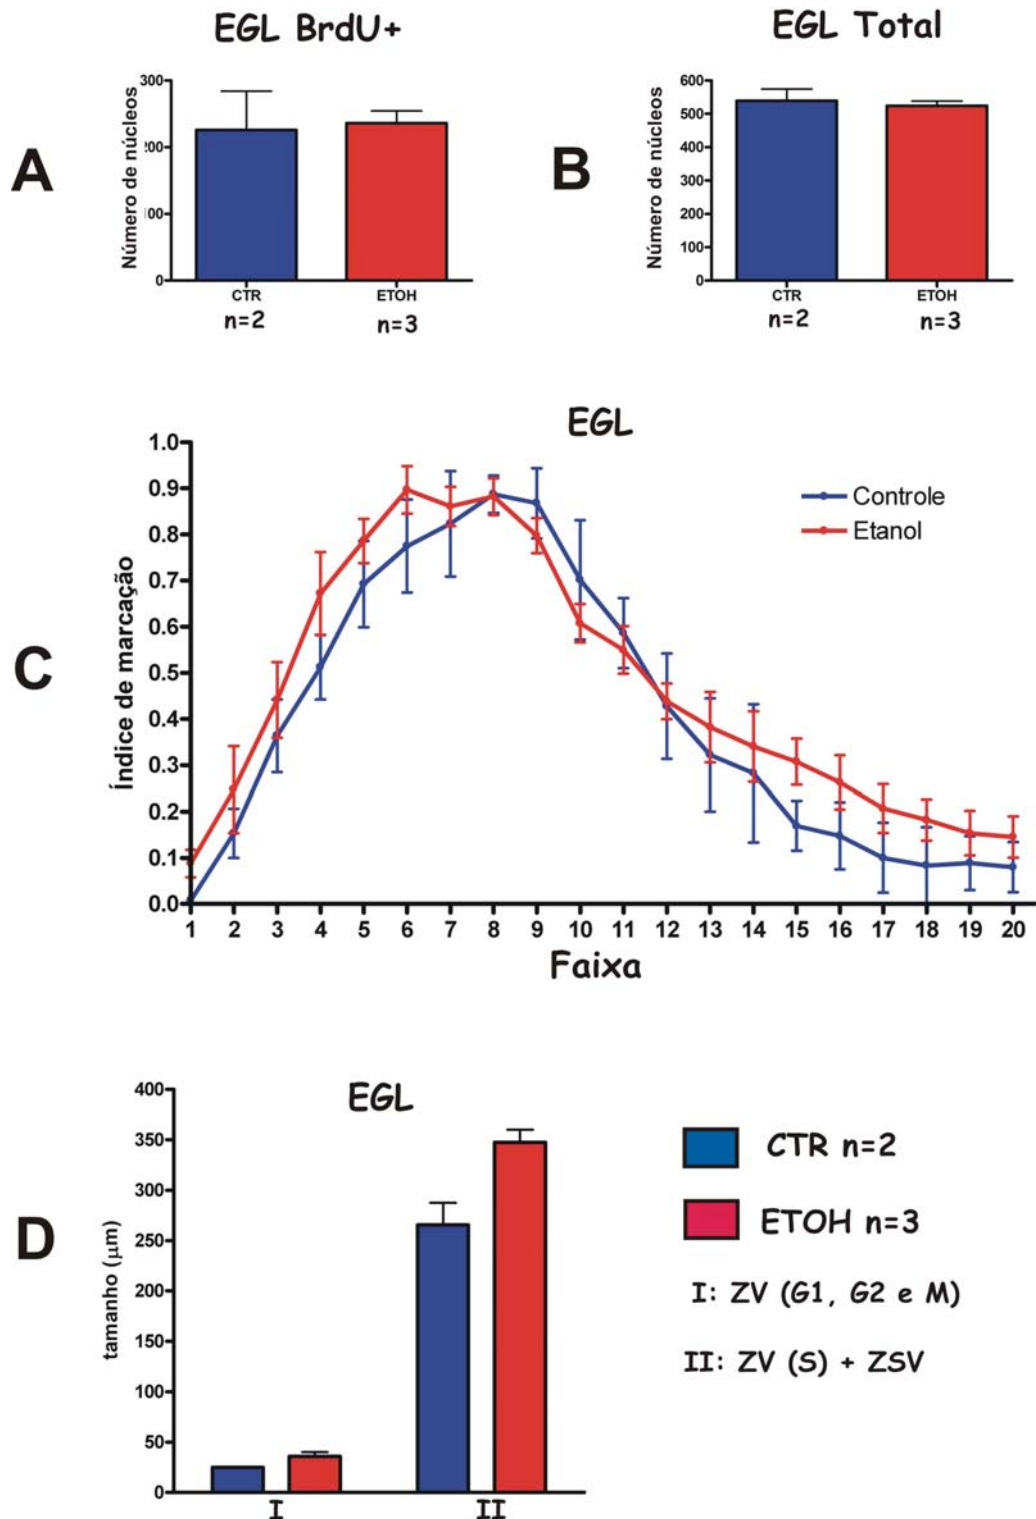 EGL BrdU+
EGL Total
A
Número de núcleos
300
200
100
0
CTR
ETOH
n=2
n=3
B
Número de núcleos
600
500
400
300
200
100
0
CTR
ETOH
n=2
n=3
C
EGL
Índice de marcação
1.0
0.9
0.8
0.7
0.6
0.5
0.4
0.3
0.2
0.1
0.0
Controle
Etanol
1 2 3 4 5 6 7 8 9 10 11 12 13 14 15 16 17 18 19 20
Faixa
D
EGL
tamanho (µm)
400
350
300
250
200
150
100
50
0
I
II
CTR n=2
ETOH n=3
I: ZV (G1, G2 e M)
II: ZV (S) + ZSV